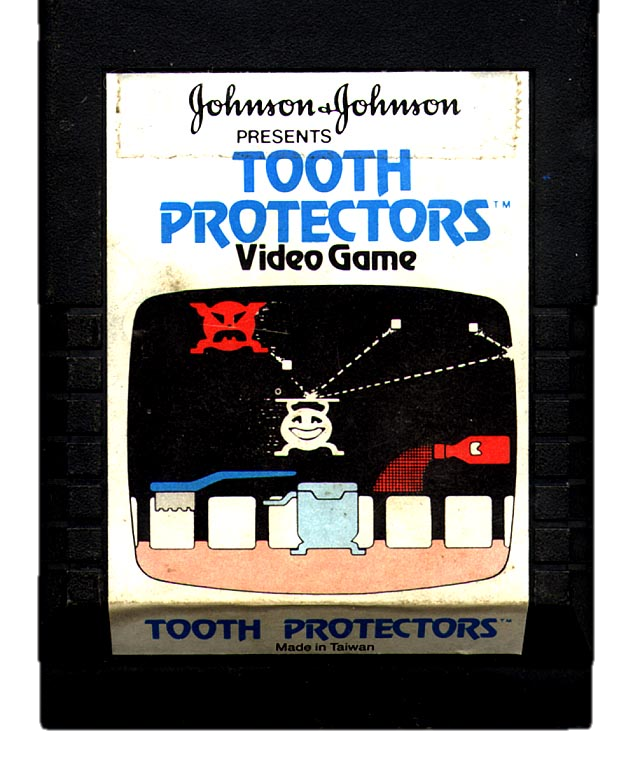 Johnson & Johnson
PRESENTS
TOOTH
PROTECTORS™
Video Game
TOOTH PROTECTORS™
Made in Taiwan